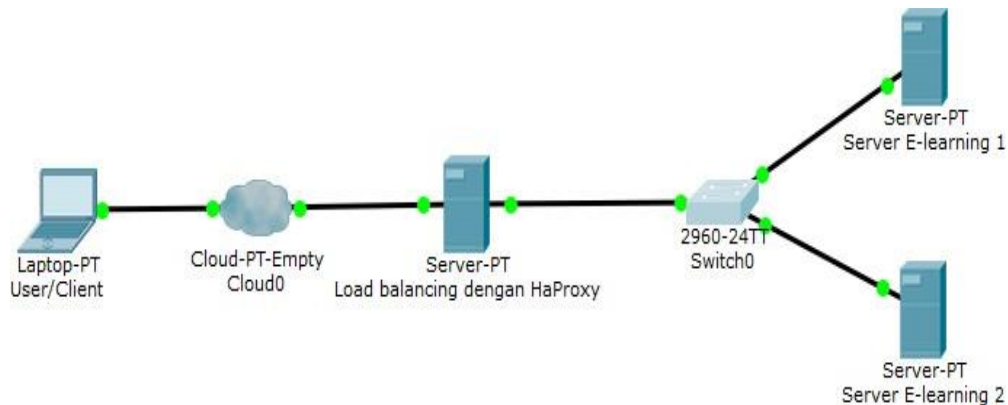 Server-PT
Server E-learning 1
Laptop-PT
User/Client
Cloud-PT-Empty
Cloud0
Server-PT
Load balancing dengan HaProxy
2960-24TT
Switch0
Server-PT
Server E-learning 2